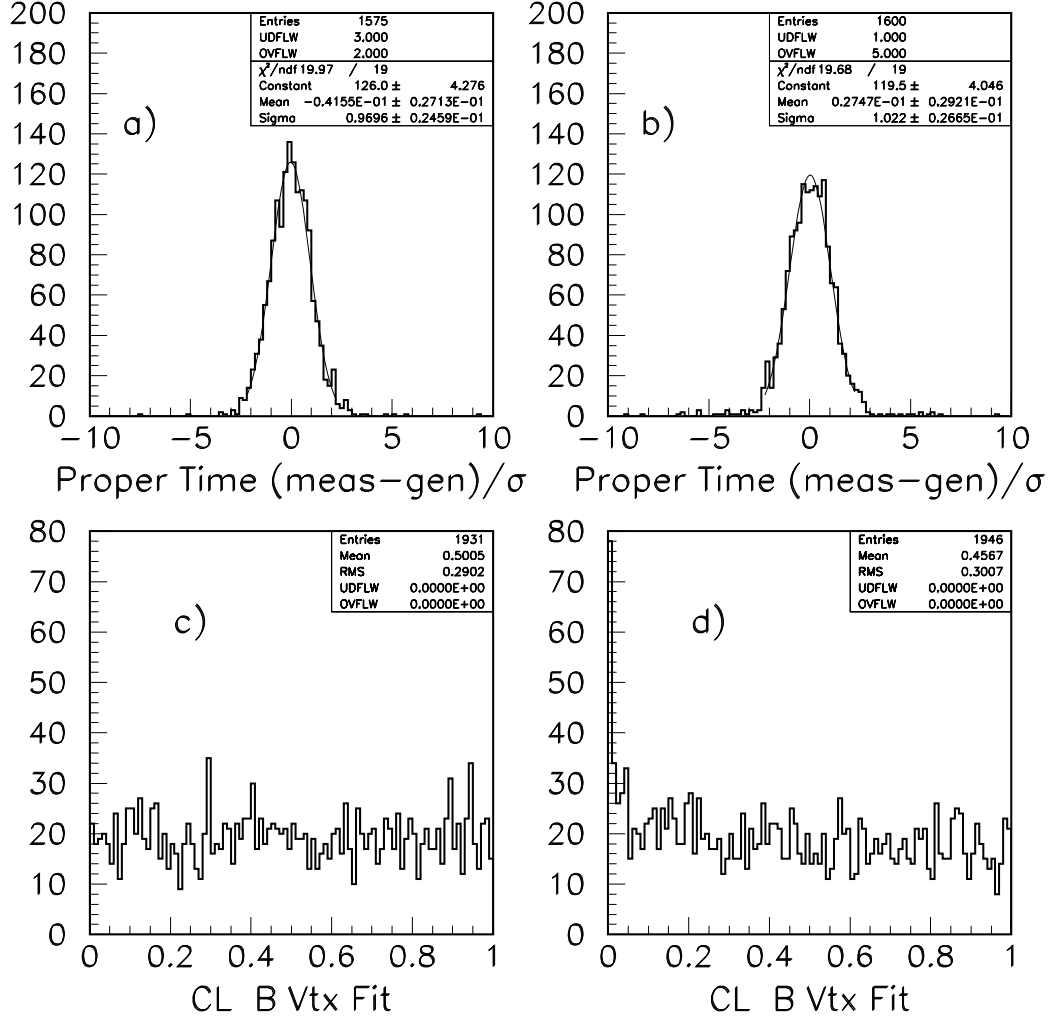 200
180
160
140
120
100
80
60
40
20
0
Entries 1575
UDFLW 3.000
OVFLW 2.000
χ²/ndf 19.97 / 19
Constant 126.0 ± 4.276
Mean −0.4155E−01 ± 0.2713E−01
Sigma 0.9696 ± 0.2459E−01
a)
−10 −5 0 5 10
Proper Time (meas−gen)/σ
200
180
160
140
120
100
80
60
40
20
0
Entries 1600
UDFLW 1.000
OVFLW 5.000
χ²/ndf 19.68 / 19
Constant 119.5 ± 4.046
Mean 0.2747E−01 ± 0.2921E−01
Sigma 1.022 ± 0.2665E−01
b)
−10 −5 0 5 10
Proper Time (meas−gen)/σ
80
70
60
50
40
30
20
10
0
Entries 1931
Mean 0.5005
RMS 0.2902
UDFLW 0.0000E+00
OVFLW 0.0000E+00
c)
0 0.2 0.4 0.6 0.8 1
CL B Vtx Fit
80
70
60
50
40
30
20
10
0
Entries 1946
Mean 0.4567
RMS 0.3007
UDFLW 0.0000E+00
OVFLW 0.0000E+00
d)
0 0.2 0.4 0.6 0.8 1
CL B Vtx Fit